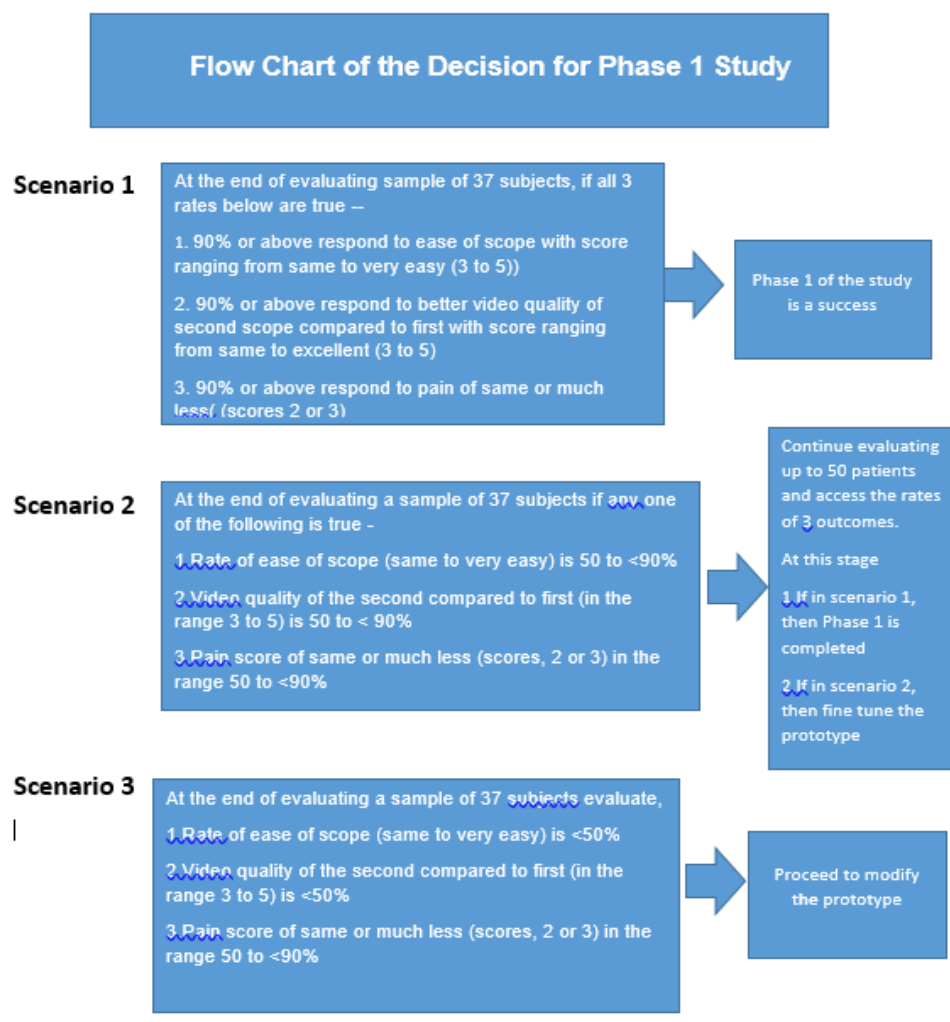 Flow Chart of the Decision for Phase 1 Study
Scenario 1
At the end of evaluating sample of 37 subjects, if all 3
rates below are true --
1. 90% or above respond to ease of scope with score
ranging from same to very easy (3 to 5))
2. 90% or above respond to better video quality of
second scope compared to first with score ranging
from same to excellent (3 to 5)
3. 90% or above respond to pain of same or much
less( (scores 2 or 3)
Phase 1 of the study
is a success
Scenario 2
At the end of evaluating a sample of 37 subjects if any one
of the following is true -
1.Rate of ease of scope (same to very easy) is 50 to <90%
2.Video quality of the second compared to first (in the
range 3 to 5) is 50 to < 90%
3.Pain score of same or much less (scores, 2 or 3) in the
range 50 to <90%
Continue evaluating
up to 50 patients
and access the rates
of 3 outcomes.
At this stage
1.If in scenario 1,
then Phase 1 is
completed
2.If in scenario 2,
then fine tune the
prototype
Scenario 3
At the end of evaluating a sample of 37 subjects evaluate,
1.Rate of ease of scope (same to very easy) is <50%
2.Video quality of the second compared to first (in the
range 3 to 5) is <50%
3.Pain score of same or much less (scores, 2 or 3) in the
range 50 to <90%
Proceed to modify
the prototype